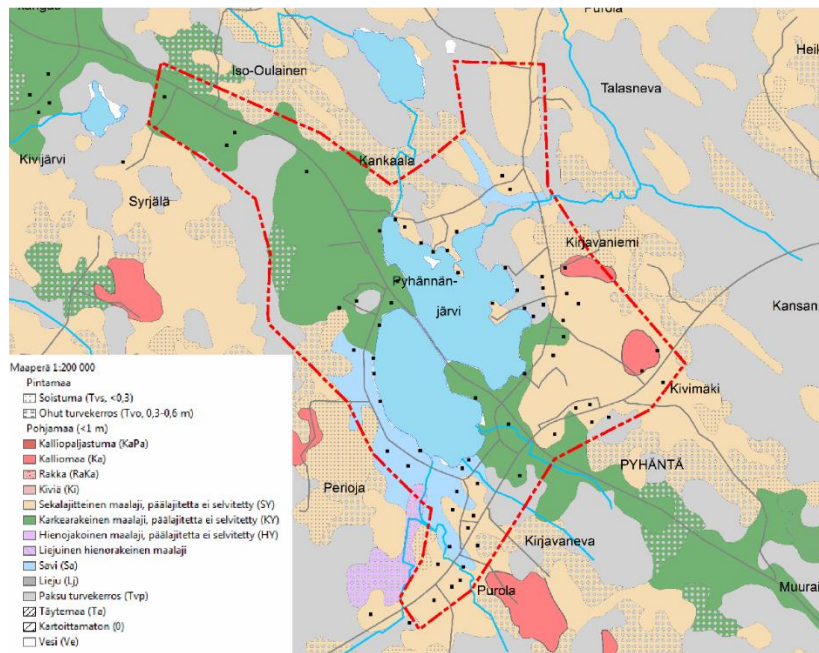 kangas
Iso-Oulainen
Purola
Talasneva
Heik
Kivijärvi
Kankaala
Syrjälä
Kirjavaniemi
Pyhännän-
järvi
Kansan
Kivimäki
Perioja
PYHÄNTÄ
Kirjavaneva
Purola
Muurai
Maaperä 1:200 000
Pintamaa
Soistuma (Tvs, <0,3)
Ohut turvekerros (Tvo, 0,3-0,6 m)
Pohjamaa (<1 m)
Kalliopaljastuma (KaPa)
Kalliomaa (Ka)
Rakka (RaKa)
Kiviä (Ki)
Sekalajitteinen maalaji, päälajitetta ei selvitetty (SY)
Karkearakeinen maalaji, päälajitetta ei selvitetty (KY)
Hienojakoinen maalaji, päälajitetta ei selvitetty (HY)
Liejuinen hienorakeinen maalaji
Savi (Sa)
Lieju (Lj)
Paksu turvekerros (Tvp)
Täytemaa (Ta)
Kartoittamaton (0)
Vesi (Ve)